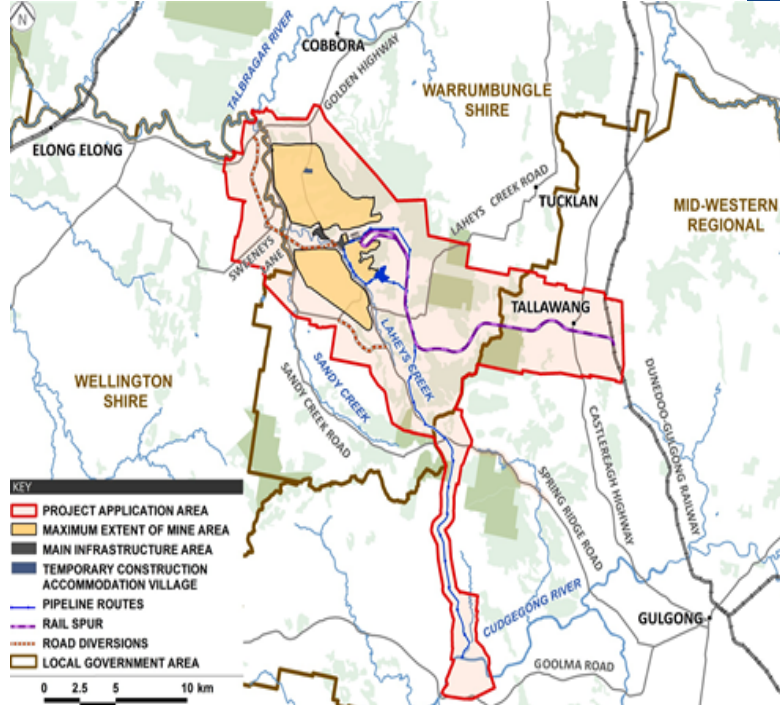 N
COBBORA
TALBRAGAR RIVER
GOLDEN HIGHWAY
WARRUMBUNGLE
SHIRE
ELONG ELONG
LAHEYS CREEK ROAD
TUCKLAN
MID-WESTERN
REGIONAL
SWEENEYS
LANE
TALLAWANG
LAHEYS CREEK
SANDY CREEK
SANDY CREEK ROAD
WELLINGTON
SHIRE
DUNEDOO-GULGONG RAILWAY
CASTLEREAGH HIGHWAY
SPRING RIDGE ROAD
CUDGEGONG RIVER
GULGONG
GOOLMA ROAD
KEY
PROJECT APPLICATION AREA
MAXIMUM EXTENT OF MINE AREA
MAIN INFRASTRUCTURE AREA
TEMPORARY CONSTRUCTION
ACCOMMODATION VILLAGE
PIPELINE ROUTES
RAIL SPUR
ROAD DIVERSIONS
LOCAL GOVERNMENT AREA
0 2.5 5 10 km